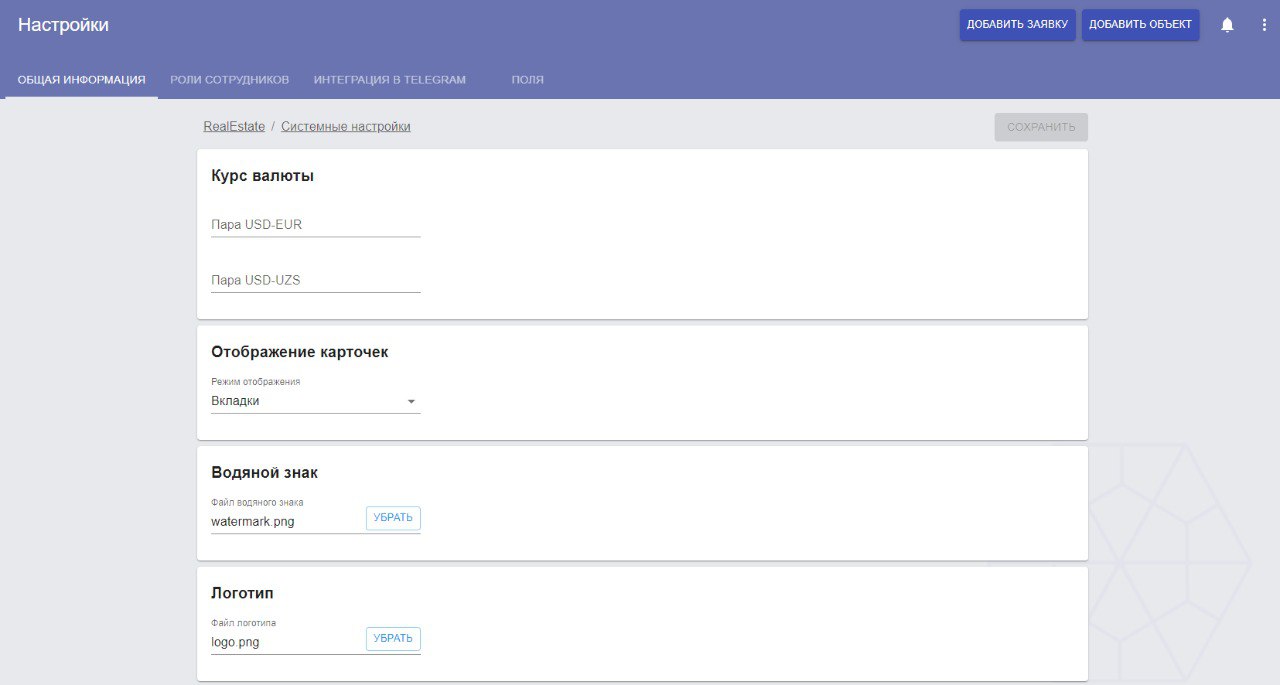 Настройки
ДОБАВИТЬ ЗАЯВКУ ДОБАВИТЬ ОБЪЕКТ
ОБЩАЯ ИНФОРМАЦИЯ РОЛИ СОТРУДНИКОВ ИНТЕГРАЦИЯ В TELEGRAM ПОЛЯ
RealEstate / Системные настройки СОХРАНИТЬ
Курс валюты
Пара USD-EUR
Пара USD-UZS
Отображение карточек
Режим отображения
Вкладки
Водяной знак
Файл водяного знака
watermark.png УБРАТЬ
Логотип
Файл логотипа
logo.png УБРАТЬ